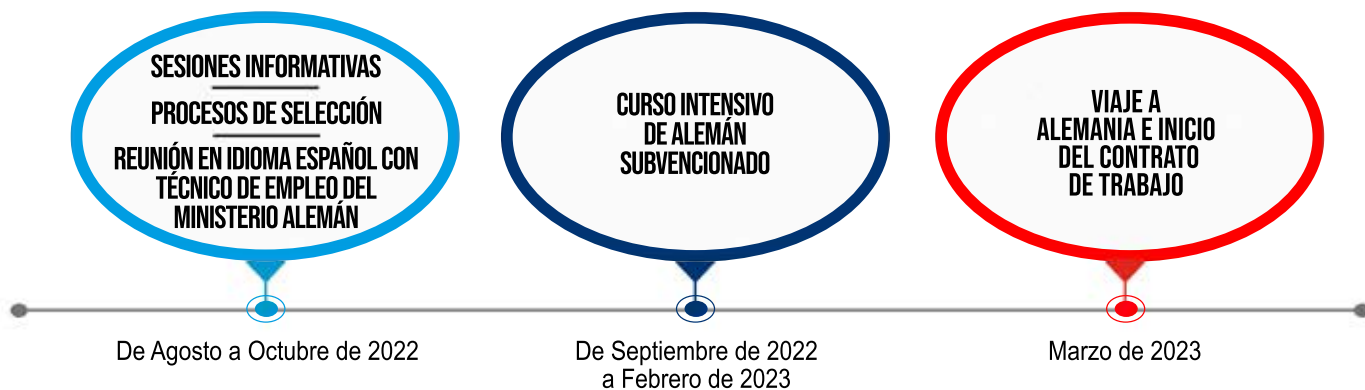 SESIONES INFORMATIVAS
PROCESOS DE SELECCIÓN
REUNIÓN EN IDIOMA ESPAÑOL CON
TÉCNICO DE EMPLEO DEL
MINISTERIO ALEMÁN
CURSO INTENSIVO
DE ALEMÁN
SUBVENCIONADO
VIAJE A
ALEMANIA E INICIO
DEL CONTRATO
DE TRABAJO
De Agosto a Octubre de 2022
De Septiembre de 2022
a Febrero de 2023
Marzo de 2023